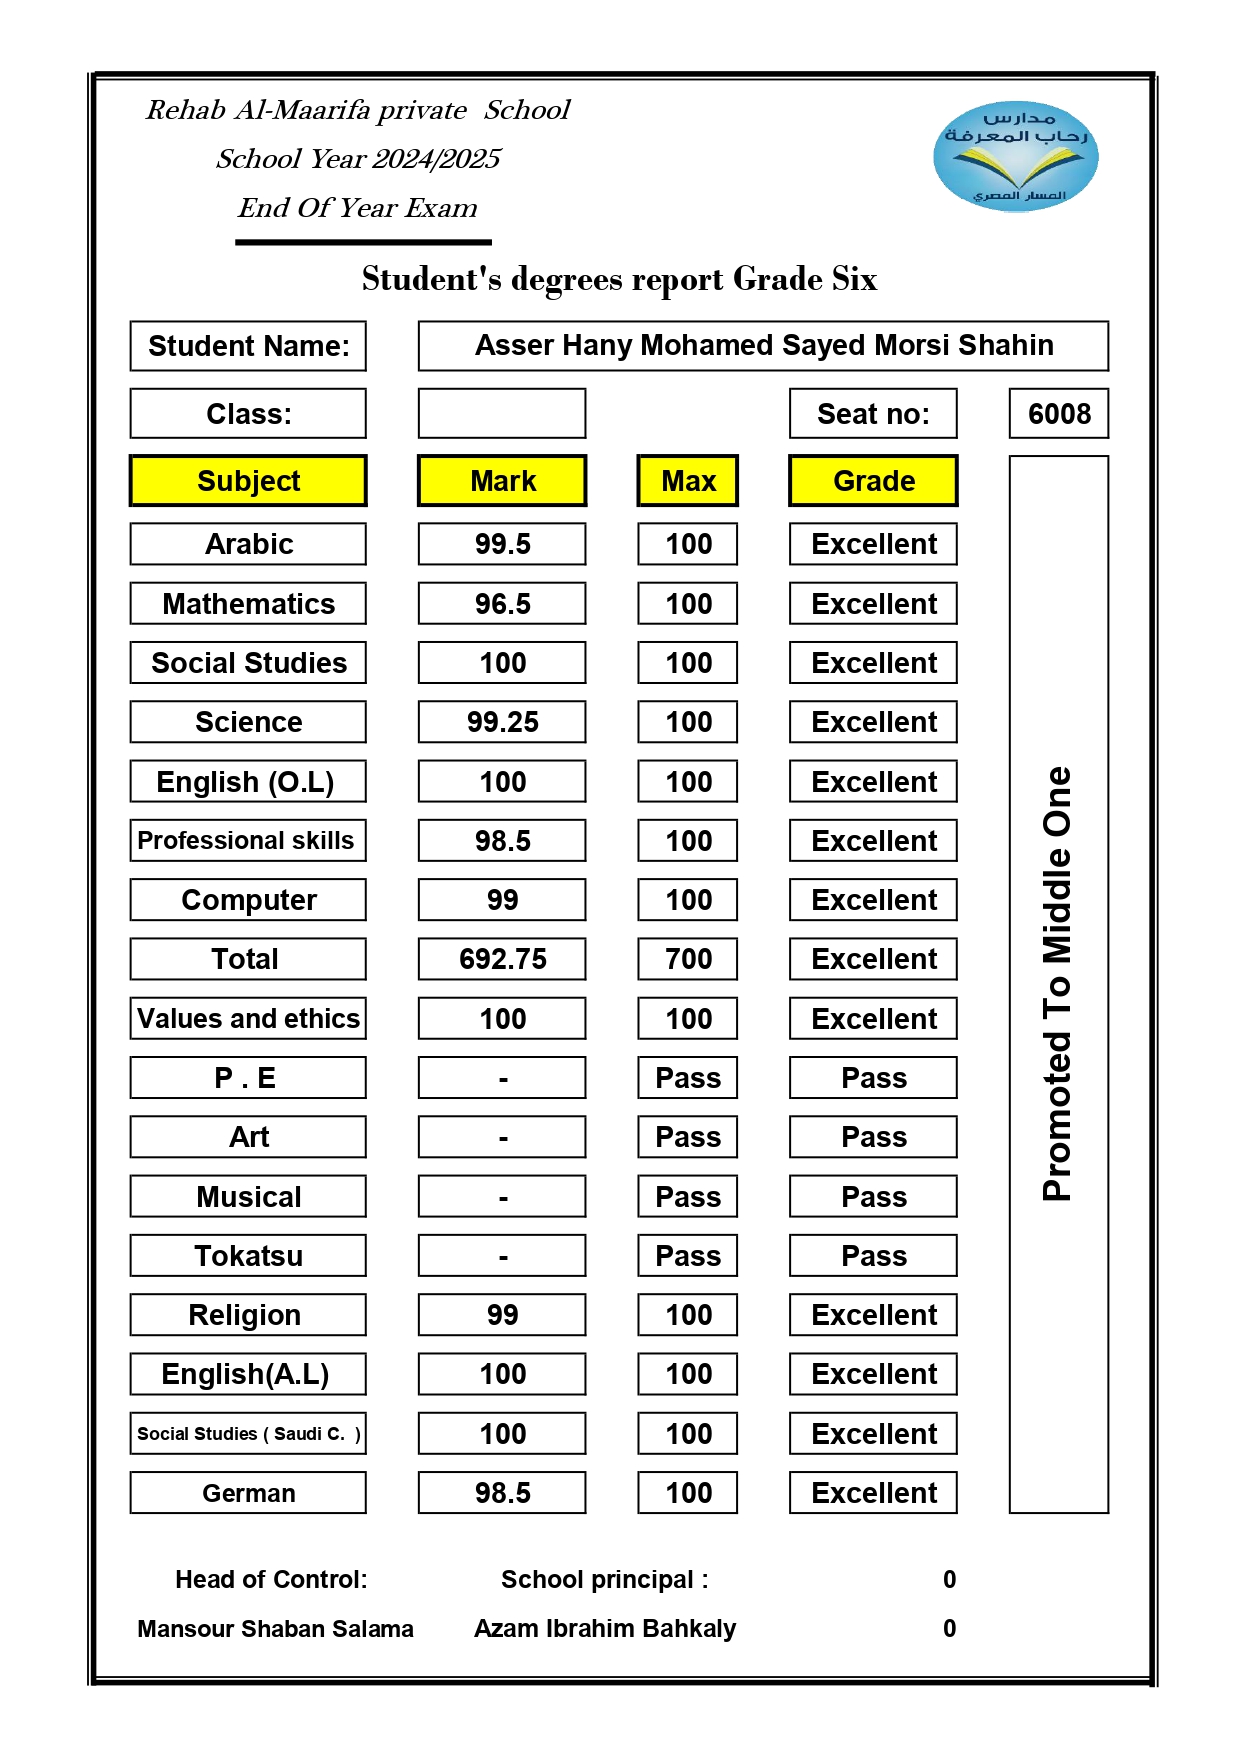 Rehab Al-Maarifa private School
School Year 2024/2025
End Of Year Exam
مدارس
رحاب المعرفة
المسار المصري
Student's degrees report Grade Six
Student Name: Asser Hany Mohamed Sayed Morsi Shahin
Class: Seat no: 6008
Subject Mark Max Grade
Arabic 99.5 100 Excellent
Mathematics 96.5 100 Excellent
Social Studies 100 100 Excellent
Science 99.25 100 Excellent
English (O.L) 100 100 Excellent
Professional skills 98.5 100 Excellent
Computer 99 100 Excellent
Total 692.75 700 Excellent
Values and ethics 100 100 Excellent
P . E - Pass Pass
Art - Pass Pass
Musical - Pass Pass
Tokatsu - Pass Pass
Religion 99 100 Excellent
English(A.L) 100 100 Excellent
Social Studies ( Saudi C. ) 100 100 Excellent
German 98.5 100 Excellent
Promoted To Middle One
Head of Control: School principal : 0
Mansour Shaban Salama Azam Ibrahim Bahkaly 0